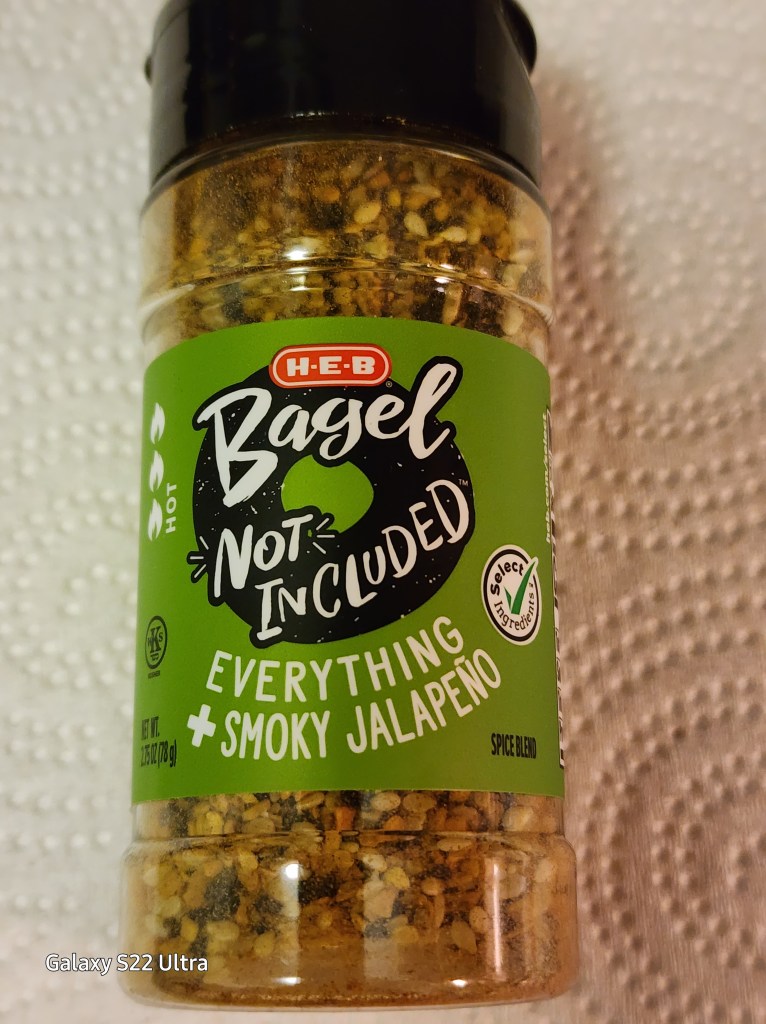 H-E-B
Bagel
NOT
INCLUDED™
HOT
Select
Ingredients
K
EVERYTHING
+ SMOKY JALAPEÑO
NET WT.
2.75 OZ (78 g)
SPICE BLEND
Galaxy S22 Ultra